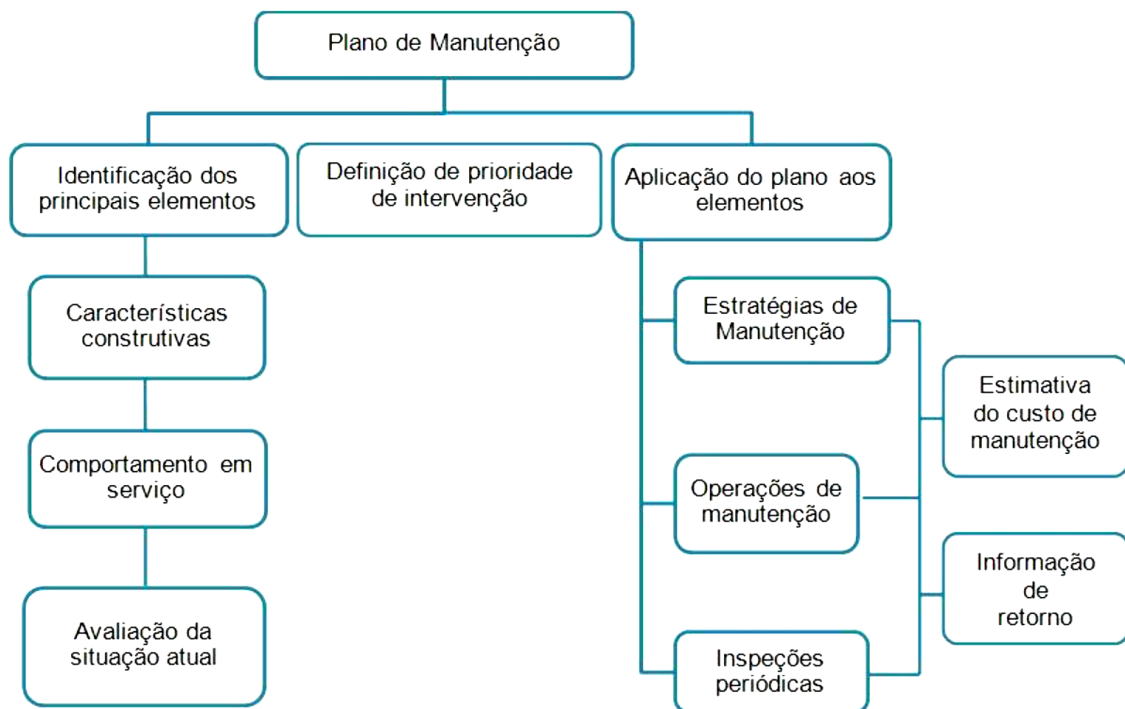 Plano de Manutenção
Identificação dos
principais elementos
Definição de prioridade
de intervenção
Aplicação do plano aos
elementos
Características
construtivas
Estratégias de
Manutenção
Estimativa
do custo de
manutenção
Comportamento em
serviço
Operações de
manutenção
Informação
de
retorno
Avaliação da
situação atual
Inspeções
periódicas